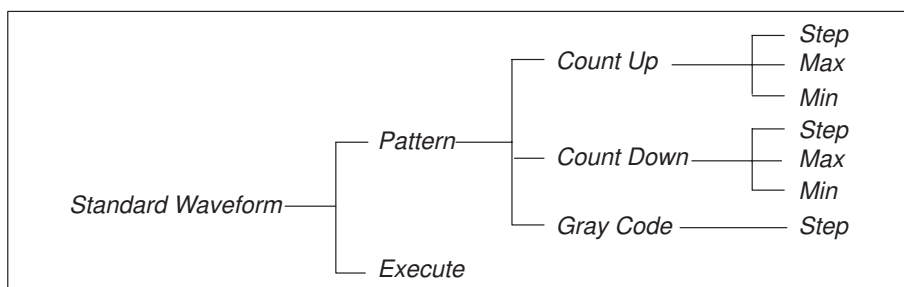 Step
Count Up
Max
Min
Pattern
Step
Count Down
Max
Min
Standard Waveform
Gray Code
Step
Execute